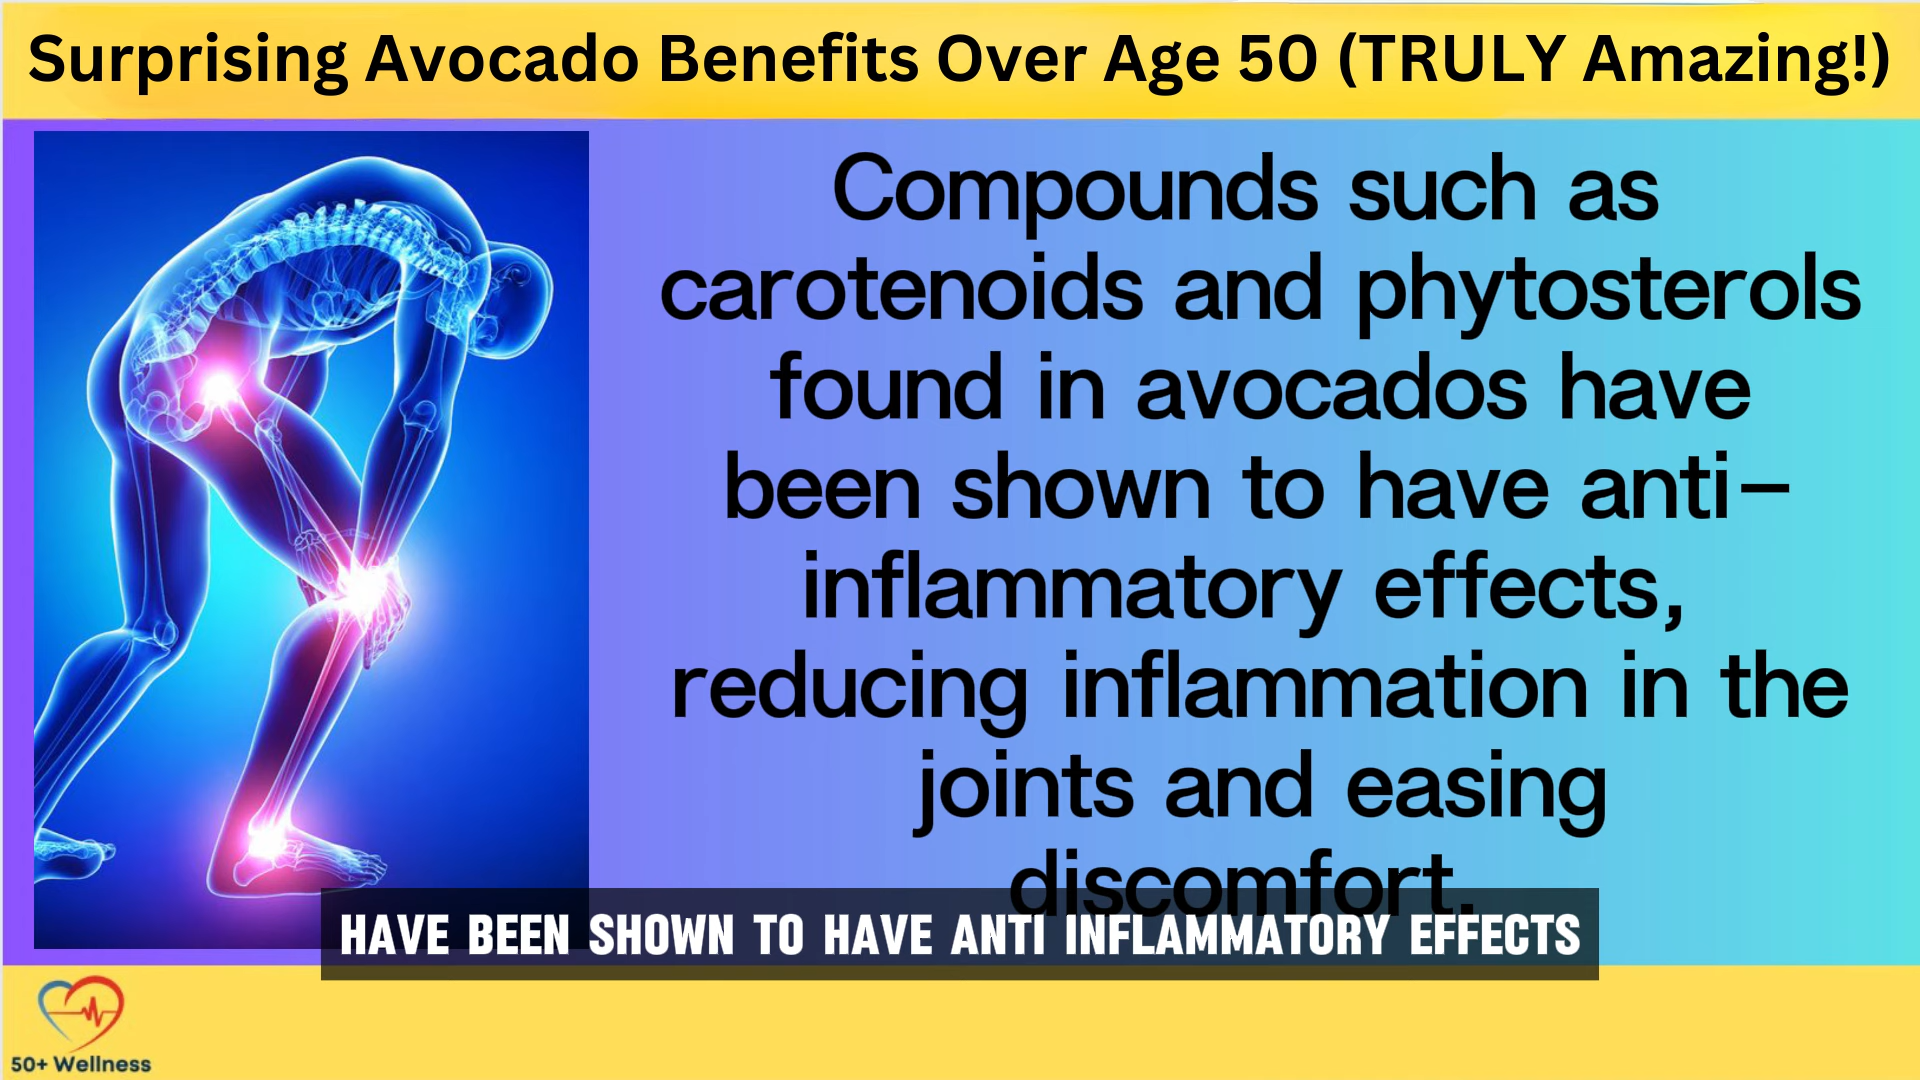 Surprising Avocado Benefits Over Age 50 (TRULY Amazing!)
Compounds such as
carotenoids and phytosterols
found in avocados have
been shown to have anti-
inflammatory effects,
reducing inflammation in the
joints and easing
discomfort.
HAVE BEEN SHOWN TO HAVE ANTI INFLAMMATORY EFFECTS
50+ Wellness